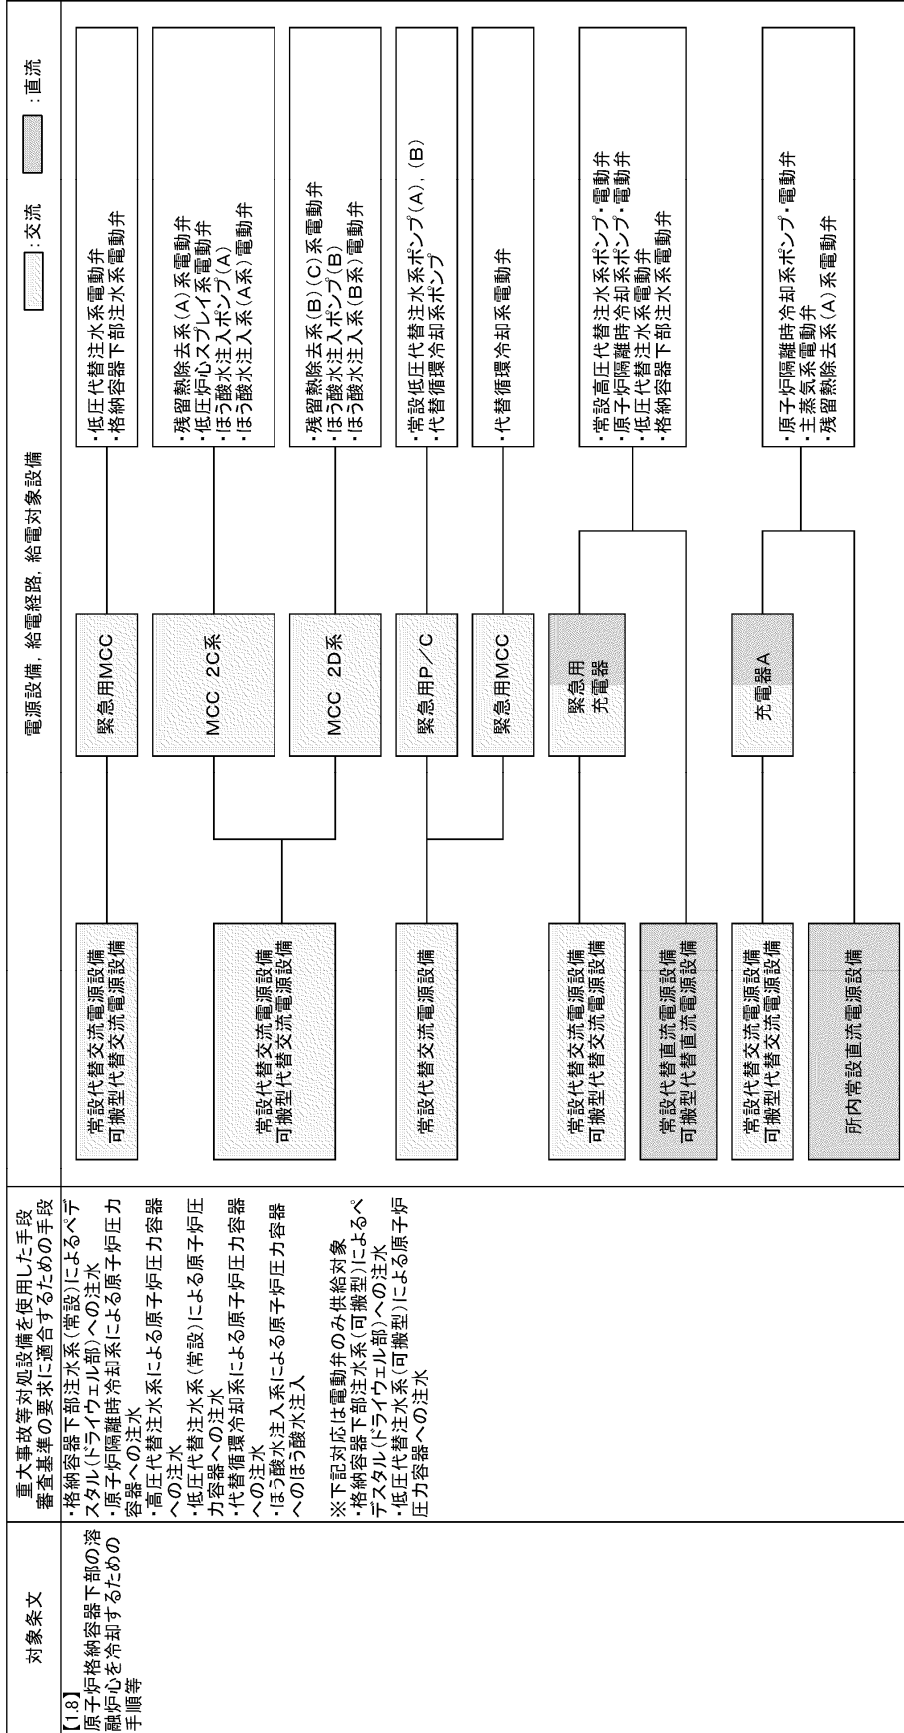 対象条文
重大事故等対処設備を使用した手段
審査基準の要求に適合するための手段
電源設備，給電経路，給電対象設備
：交流
：直流
【1.8】
原子炉格納容器下部の溶
融炉心を冷却するための
手順等
・格納容器下部注水系（常設）によるペデ
スタル（ドライウェル部）への注水
・原子炉隔離時冷却系による原子炉圧力
容器への注水
・高圧代替注水系による原子炉圧力容器
への注水
・低圧代替注水系（常設）による原子炉圧
力容器への注水
・代替循環冷却系による原子炉圧力容器
への注水
・ほう酸水注入系による原子炉圧力容器
へのほう酸水注入
※下記対応は電動弁のみ供給対象
・格納容器下部注水系（可搬型）によるペ
デスタル（ドライウェル部）への注水
・低圧代替注水系（可搬型）による原子炉
圧力容器への注水
常設代替交流電源設備
可搬型代替交流電源設備
緊急用MCC
・低圧代替注水系電動弁
・格納容器下部注水系電動弁
常設代替交流電源設備
可搬型代替交流電源設備
MCC 2C系
・残留熱除去系（A）系電動弁
・低圧炉心スプレイ系電動弁
・ほう酸水注入ポンプ（A）
・ほう酸水注入系（A系）電動弁
MCC 2D系
・残留熱除去系（B）（C）系電動弁
・ほう酸水注入ポンプ（B）
・ほう酸水注入系（B系）電動弁
常設代替交流電源設備
緊急用P／C
・常設低圧代替注水系ポンプ（A），（B）
・代替循環冷却系ポンプ
緊急用MCC
・代替循環冷却系電動弁
常設代替交流電源設備
可搬型代替交流電源設備
緊急用
充電器
・常設高圧代替注水系ポンプ・電動弁
・原子炉隔離時冷却系ポンプ・電動弁
・低圧代替注水系電動弁
・格納容器下部注水系電動弁
常設代替直流電源設備
可搬型代替直流電源設備
常設代替交流電源設備
可搬型代替交流電源設備
充電器A
・原子炉隔離時冷却系ポンプ・電動弁
・主蒸気系電動弁
・残留熱除去系（A）系電動弁
所内常設直流電源設備